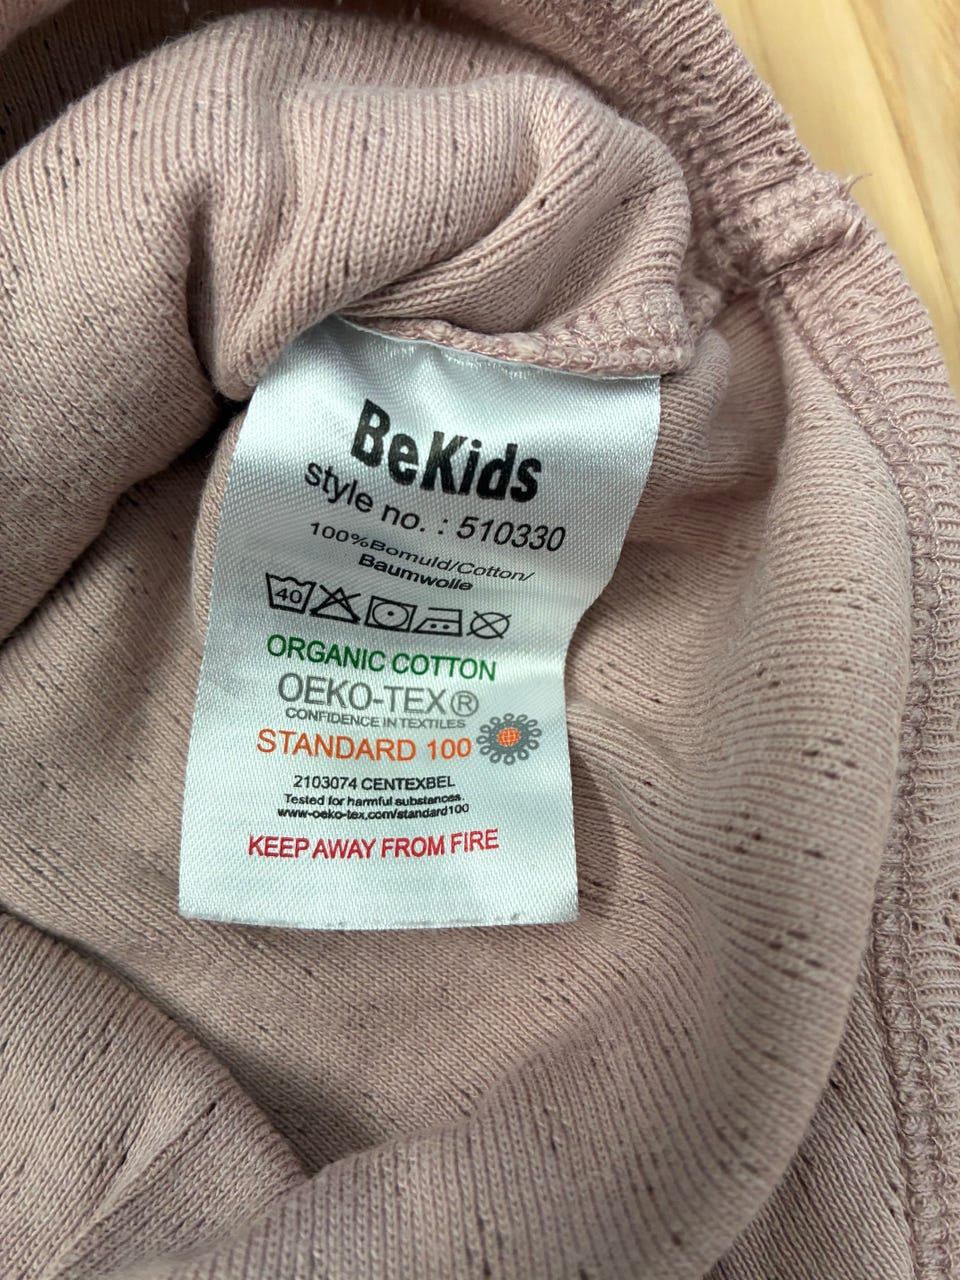 BeKids
style no. : 510330
100%Bomuld/Cotton/
Baumwolle
40
ORGANIC COTTON
OEKO-TEX®
CONFIDENCE IN TEXTILES
STANDARD 100
2103074 CENTEXBEL
Tested for harmful substances.
www-oeko-tex.com/standard100
KEEP AWAY FROM FIRE